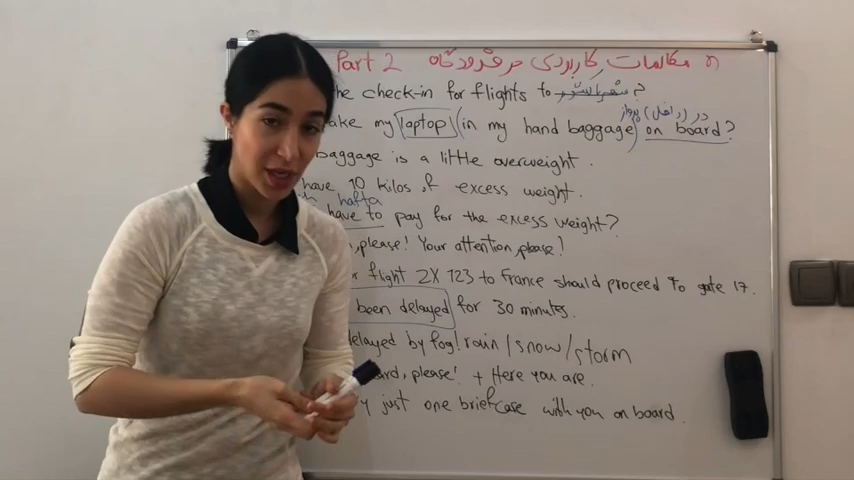 Part 2 مکالمات کاربردی در فرودگاه
the check-in for flights to ?
ake my laptop (in my hand baggage) on board?
در (داخل) پرواز
baggage is a little overweight.
have 10 kilos of excess weight.
hafta
have to pay for the excess weight?
, please! Your attention, please!
r flight ZX 123 to France should proceed to gate 17.
been delayed for 30 minutes.
delayed by fog! rain / snow / storm
ard, please! + Here you are.
y just one briefcase with you on board.